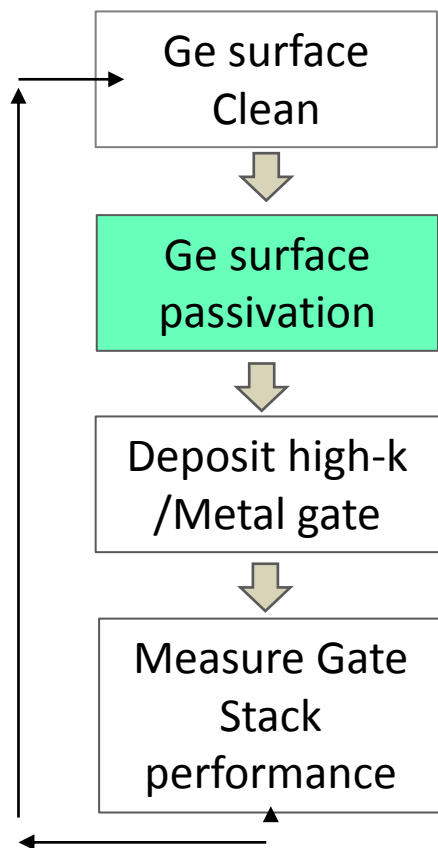 Ge surface
Clean
Ge surface
passivation
Deposit high-k
/Metal gate
Measure Gate
Stack
performance